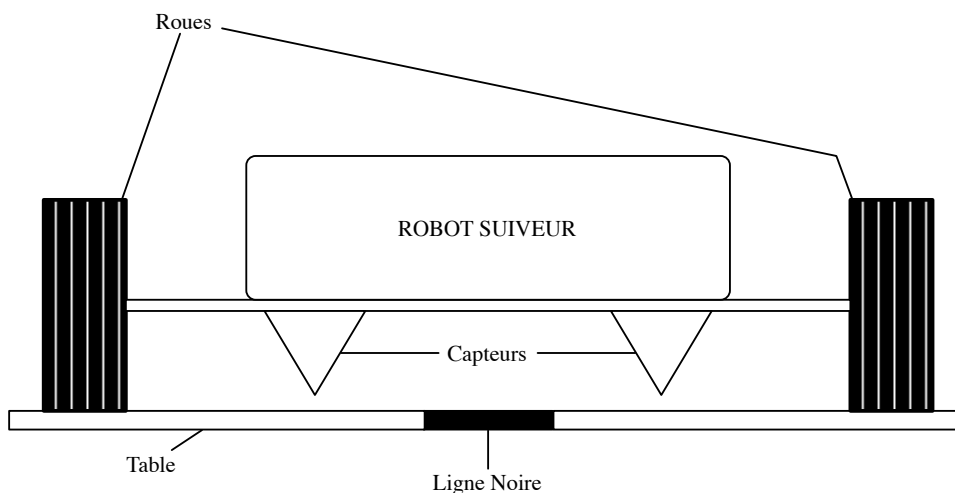 Roues
ROBOT SUIVEUR
Capteurs
Table
Ligne Noire